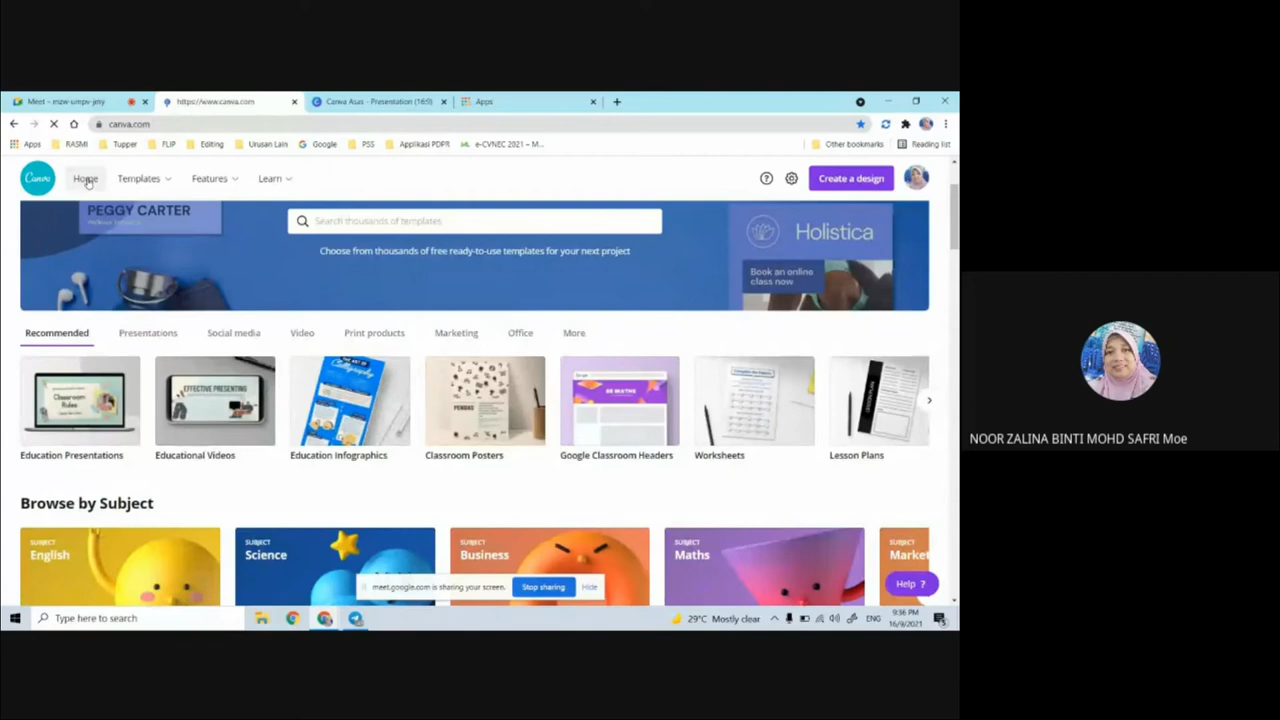 Meet - mzw-umpv-jmy
https://www.canva.com
Canva Asas - Presentation (16:9)
Apps
canva.com
Apps
RASMI
Tupper
FLIP
Editing
Urusan Lain
Google
PSS
Applikasi PDPR
e-CVNEC 2021 – M...
Other bookmarks
Reading list
Canva
Home
Templates
Features
Learn
Create a design
PEGGY CARTER
Search thousands of templates
Choose from thousands of free ready-to-use templates for your next project
Holistica
Book an online
class now
Recommended
Presentations
Social media
Video
Print products
Marketing
Office
More
Classroom
Rules
EFFECTIVE PRESENTING
Calligraphy
LESSON PLAN
Education Presentations
Educational Videos
Education Infographics
Classroom Posters
Google Classroom Headers
Worksheets
Lesson Plans
Browse by Subject
SUBJECT
English
SUBJECT
Science
SUBJECT
Business
SUBJECT
Maths
SUBJECT
Market
meet.google.com is sharing your screen.
Stop sharing
Hide
Help ?
Type here to search
29°C Mostly clear
ENG
9:36 PM
16/9/2021
NOOR ZALINA BINTI MOHD SAFRI Moe